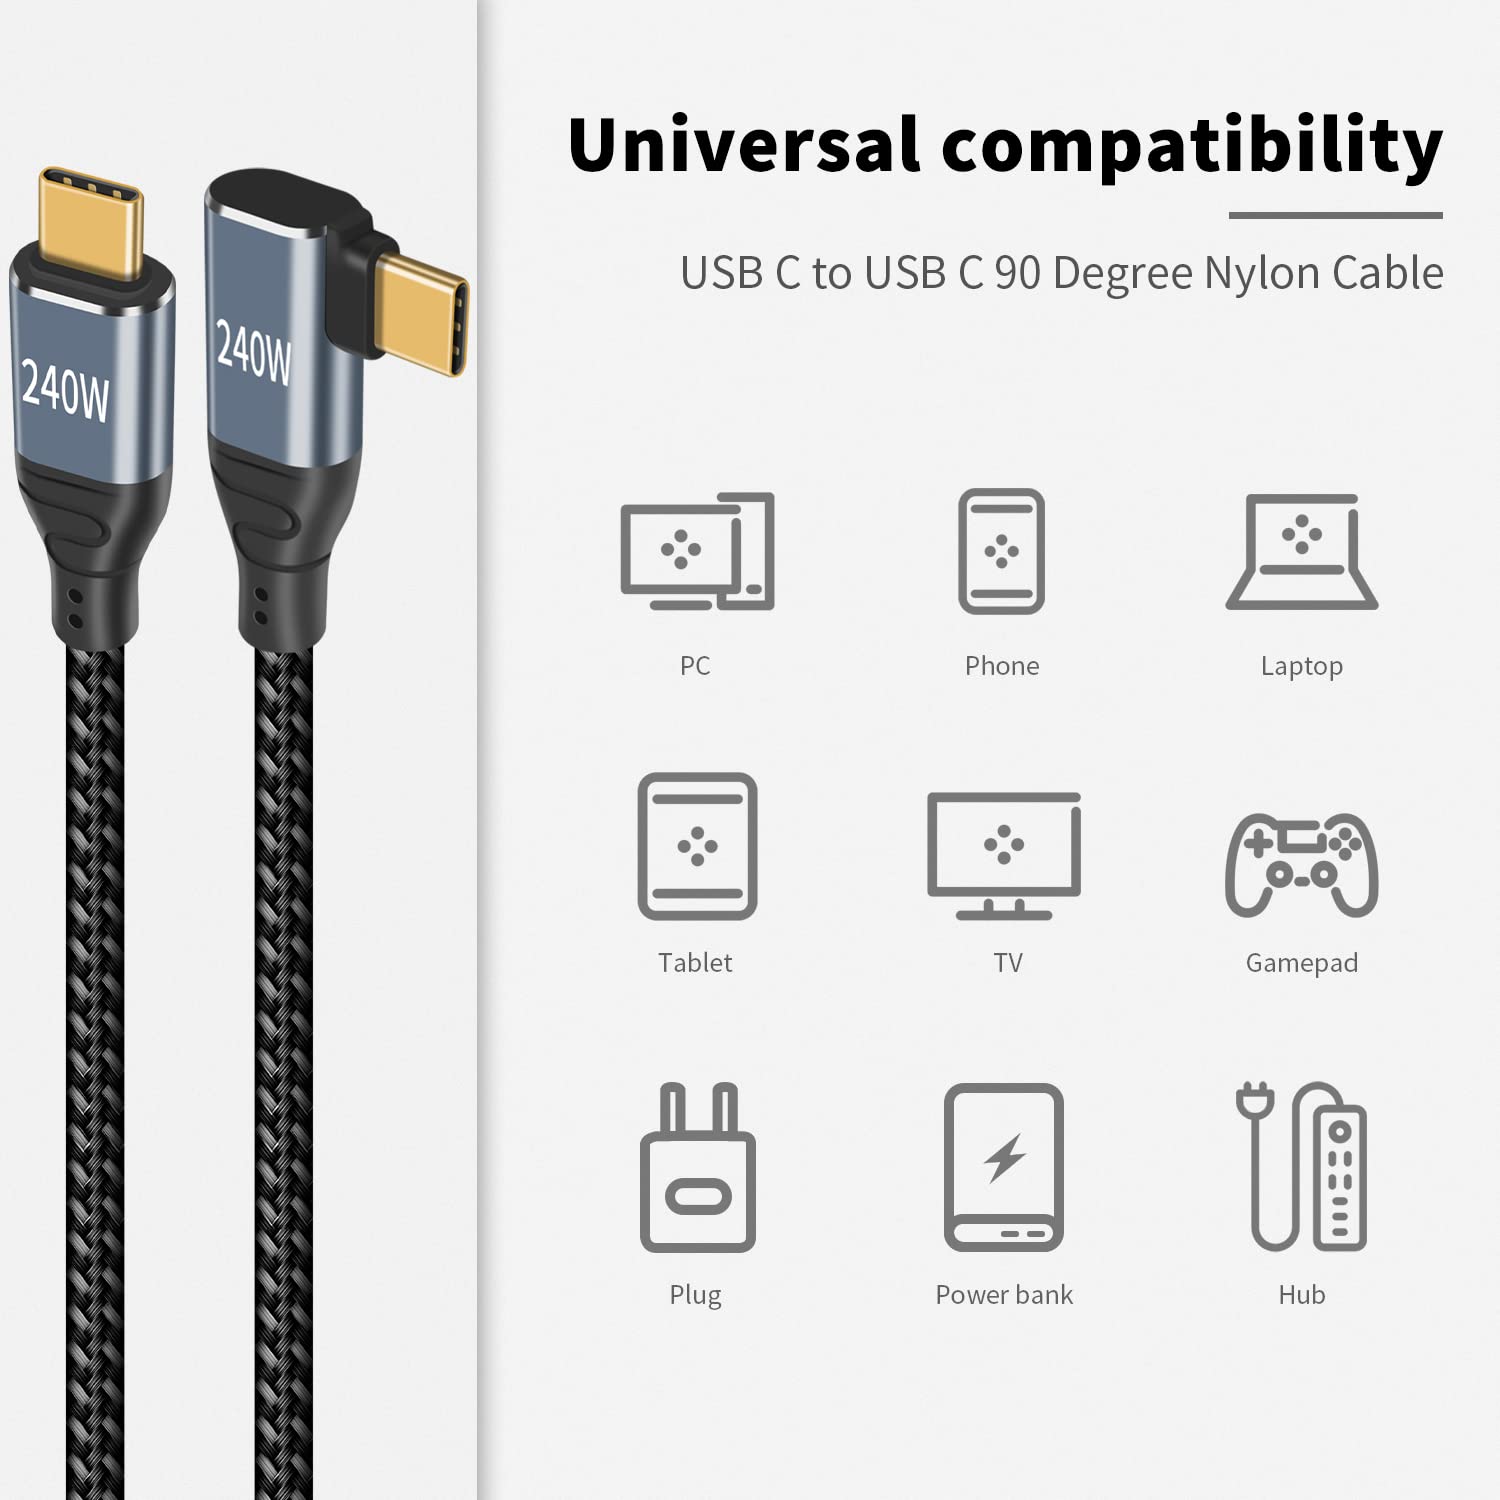 Universal compatibility
USB C to USB C 90 Degree Nylon Cable
240W
240W
PC
Phone
Laptop
Tablet
TV
Gamepad
Plug
Power bank
Hub